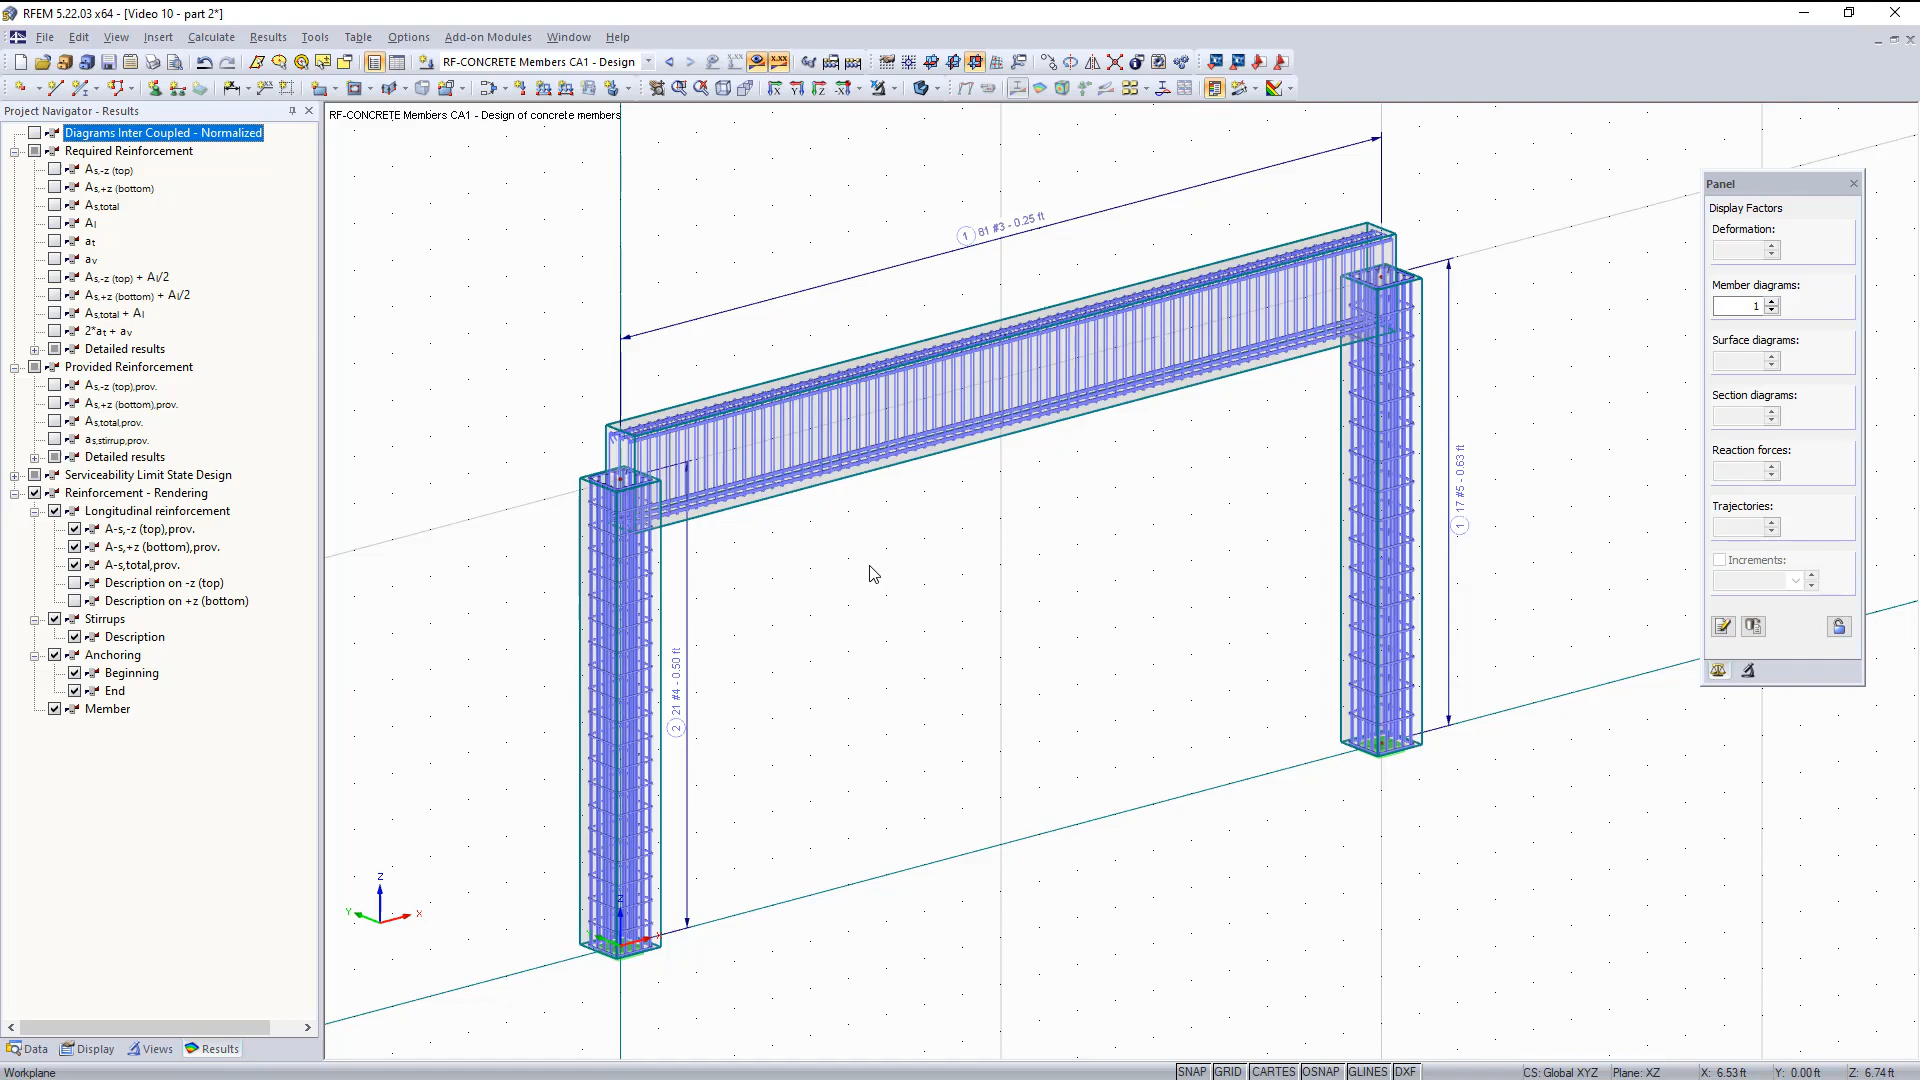 RFEM 5.22.03 x64 - [Video 10 - part 2*]
File Edit View Insert Calculate Results Tools Table Options Add-on Modules Window Help
RF-CONCRETE Members CA1 - Design
Project Navigator - Results
Diagrams Inter Coupled - Normalized
Required Reinforcement
As,-z (top)
As,+z (bottom)
As,total
Al
at
av
As,-z (top) + Al/2
As,+z (bottom) + Al/2
As,total + Al
2*at + av
Detailed results
Provided Reinforcement
As,-z (top),prov.
As,+z (bottom),prov.
As,total,prov.
as,stirrup,prov.
Detailed results
Serviceability Limit State Design
Reinforcement - Rendering
Longitudinal reinforcement
A-s,-z (top),prov.
A-s,+z (bottom),prov.
A-s,total,prov.
Description on -z (top)
Description on +z (bottom)
Stirrups
Description
Anchoring
Beginning
End
Member
Data Display Views Results
RF-CONCRETE Members CA1 - Design of concrete members
1 81 #3 - 0.25 ft
2 21 #4 - 0.50 ft
1 17 #5 - 0.63 ft
Z
Y
X
Z
Panel
Display Factors
Deformation:
Member diagrams:
1
Surface diagrams:
Section diagrams:
Reaction forces:
Trajectories:
Increments:
Workplane
SNAP GRID CARTES OSNAP GLINES DXF CS: Global XYZ Plane: XZ X: 6.53 ft Y: 0.00 ft Z: 6.74 ft